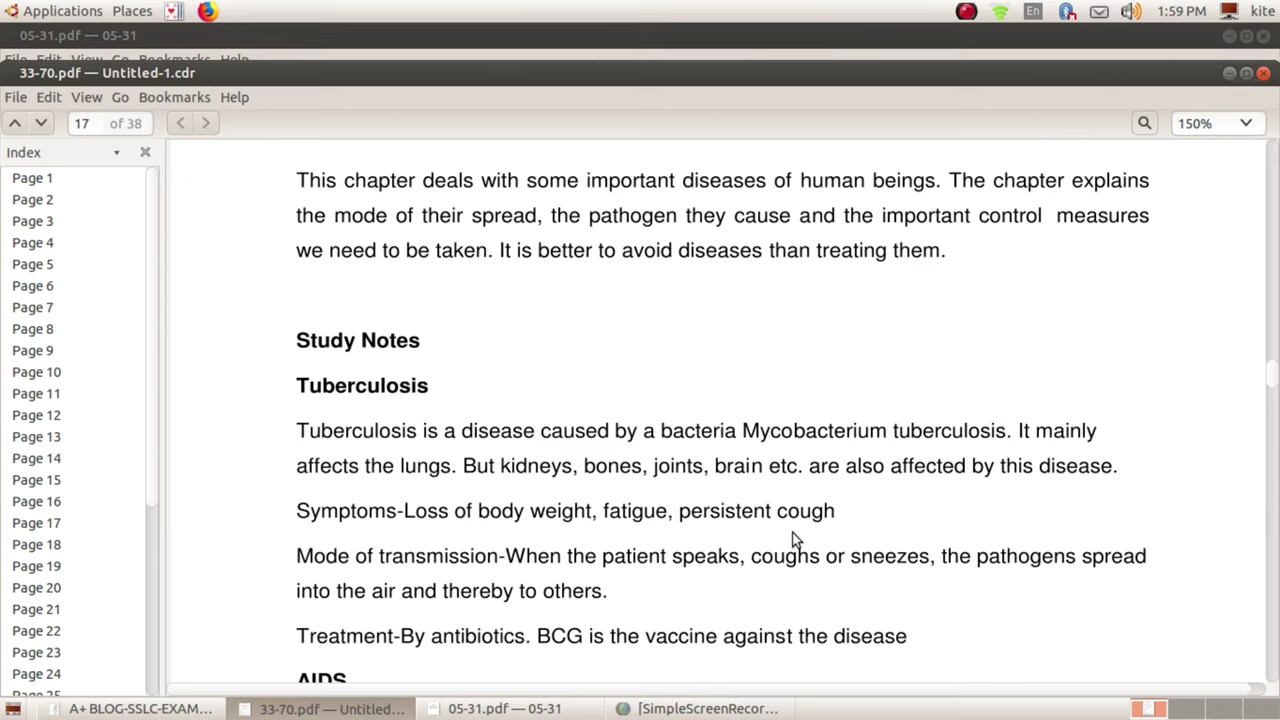 Applications Places En 1:59 PM kite
05-31.pdf — 05-31
File Edit View Go Bookmarks Help
33-70.pdf — Untitled-1.cdr
File Edit View Go Bookmarks Help
17 of 38 150%
Index
Page 1
Page 2
Page 3
Page 4
Page 5
Page 6
Page 7
Page 8
Page 9
Page 10
Page 11
Page 12
Page 13
Page 14
Page 15
Page 16
Page 17
Page 18
Page 19
Page 20
Page 21
Page 22
Page 23
Page 24
Page 25
This chapter deals with some important diseases of human beings. The chapter explains
the mode of their spread, the pathogen they cause and the important control measures
we need to be taken. It is better to avoid diseases than treating them.
Study Notes
Tuberculosis
Tuberculosis is a disease caused by a bacteria Mycobacterium tuberculosis. It mainly
affects the lungs. But kidneys, bones, joints, brain etc. are also affected by this disease.
Symptoms-Loss of body weight, fatigue, persistent cough
Mode of transmission-When the patient speaks, coughs or sneezes, the pathogens spread
into the air and thereby to others.
Treatment-By antibiotics. BCG is the vaccine against the disease
AIDS
A+ BLOG-SSLC-EXAM... 33-70.pdf — Untitled... 05-31.pdf — 05-31 [SimpleScreenRecor...